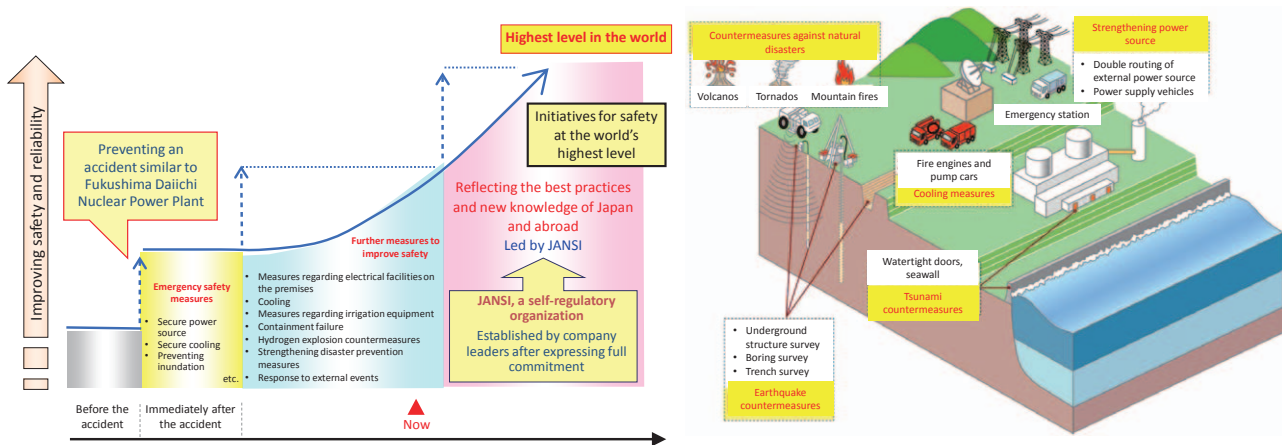 Improving safety and reliability
Highest level in the world
Initiatives for safety
at the world's
highest level
Preventing an
accident similar to
Fukushima Daiichi
Nuclear Power Plant
Reflecting the best practices
and new knowledge of Japan
and abroad
Led by JANSI
Further measures to
improve safety
Emergency safety
measures
• Secure power
source
• Secure cooling
• Preventing
inundation
etc.
• Measures regarding electrical facilities on
the premises
• Cooling
• Measures regarding irrigation equipment
• Containment failure
• Hydrogen explosion countermeasures
• Strengthening disaster prevention
measures
• Response to external events
JANSI, a self-regulatory
organization
Established by company
leaders after expressing full
commitment
Before the
accident
Immediately after
the accident
Now
Countermeasures against natural
disasters
Volcanos
Tornados
Mountain fires
Strengthening power
source
• Double routing of
external power source
• Power supply vehicles
Emergency station
Fire engines and
pump cars
Cooling measures
Watertight doors,
seawall
Tsunami
countermeasures
• Underground
structure survey
• Boring survey
• Trench survey
Earthquake
countermeasures